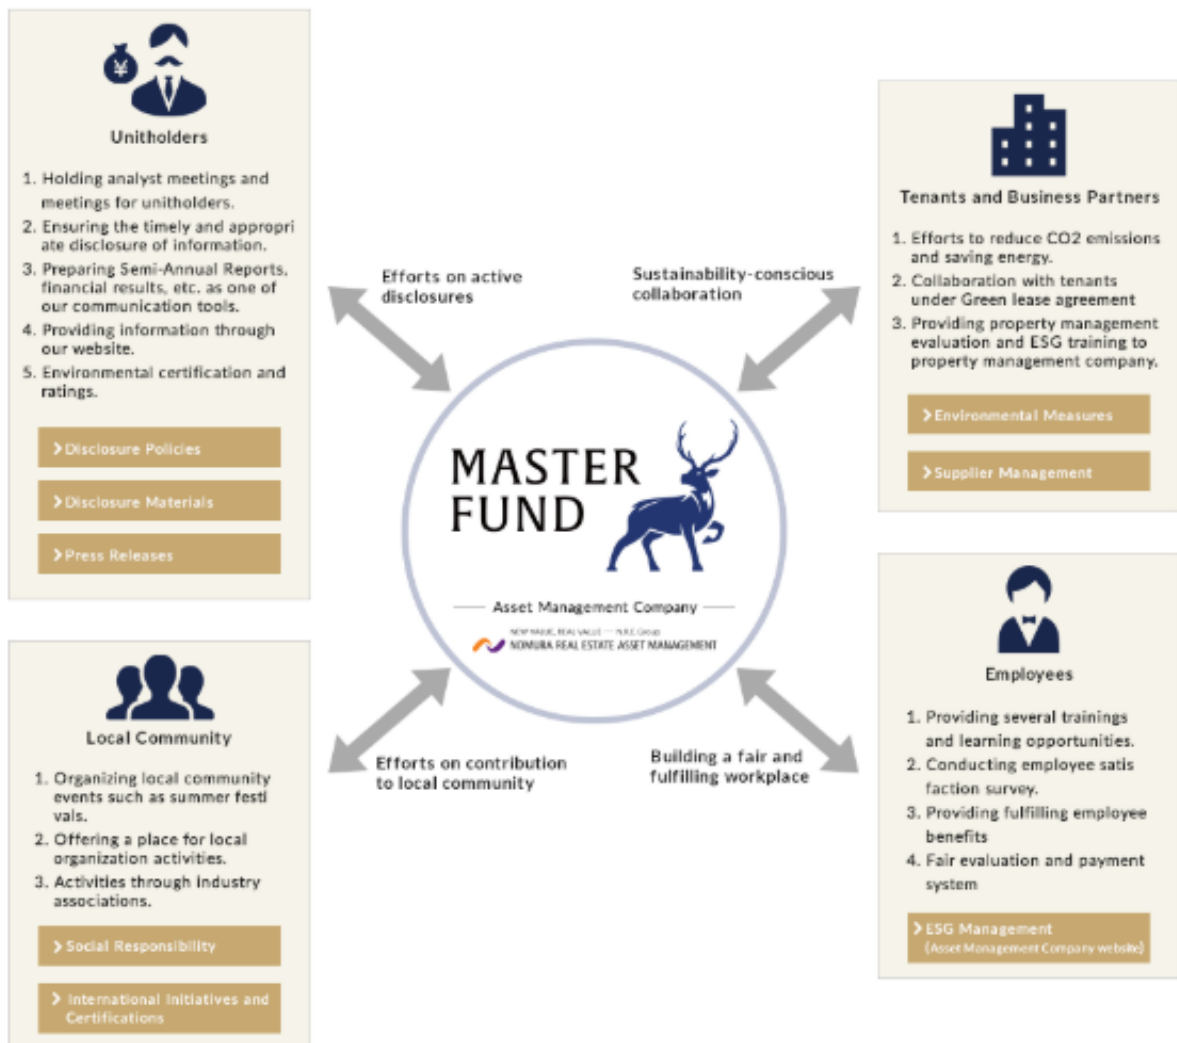 ¥
Unitholders
1. Holding analyst meetings and
meetings for unitholders.
2. Ensuring the timely and appropri
ate disclosure of information.
3. Preparing Semi-Annual Reports,
financial results, etc. as one of
our communication tools.
4. Providing information through
our website.
5. Environmental certification and
ratings.
Disclosure Policies
Disclosure Materials
Press Releases
Efforts on active
disclosures
Sustainability-conscious
collaboration
Tenants and Business Partners
1. Efforts to reduce CO2 emissions
and saving energy.
2. Collaboration with tenants
under Green lease agreement
3. Providing property management
evaluation and ESG training to
property management company.
Environmental Measures
Supplier Management
MASTER
FUND
Asset Management Company
NEW VALUE, REAL VALUE N.R.E. Group
NOMURA REAL ESTATE ASSET MANAGEMENT
Local Community
1. Organizing local community
events such as summer festi
vals.
2. Offering a place for local
organization activities.
3. Activities through industry
associations.
Social Responsibility
International Initiatives and
Certifications
Efforts on contribution
to local community
Building a fair and
fulfilling workplace
Employees
1. Providing several trainings
and learning opportunities.
2. Conducting employee satis
faction survey.
3. Providing fulfilling employee
benefits
4. Fair evaluation and payment
system
ESG Management
(Asset Management Company website)